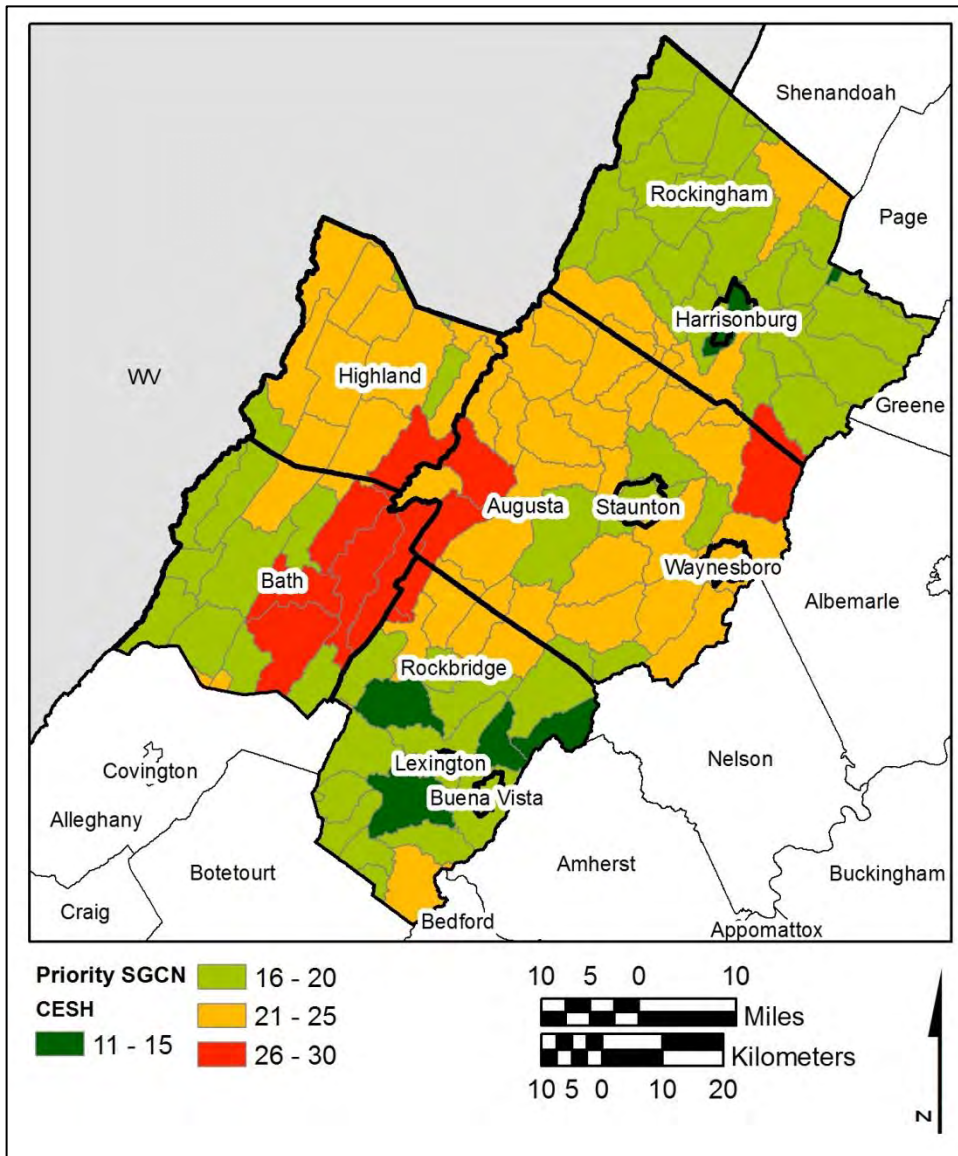 Shenandoah
Rockingham
Page
Harrisonburg
WV
Highland
Greene
Augusta
Staunton
Waynesboro
Bath
Albemarle
Rockbridge
Covington
Lexington
Nelson
Buena Vista
Alleghany
Botetourt
Amherst
Buckingham
Craig
Bedford
Appomattox
Priority SGCN
CESH
11 - 15
16 - 20
21 - 25
26 - 30
10 5 0 10
Miles
Kilometers
10 5 0 10 20
N